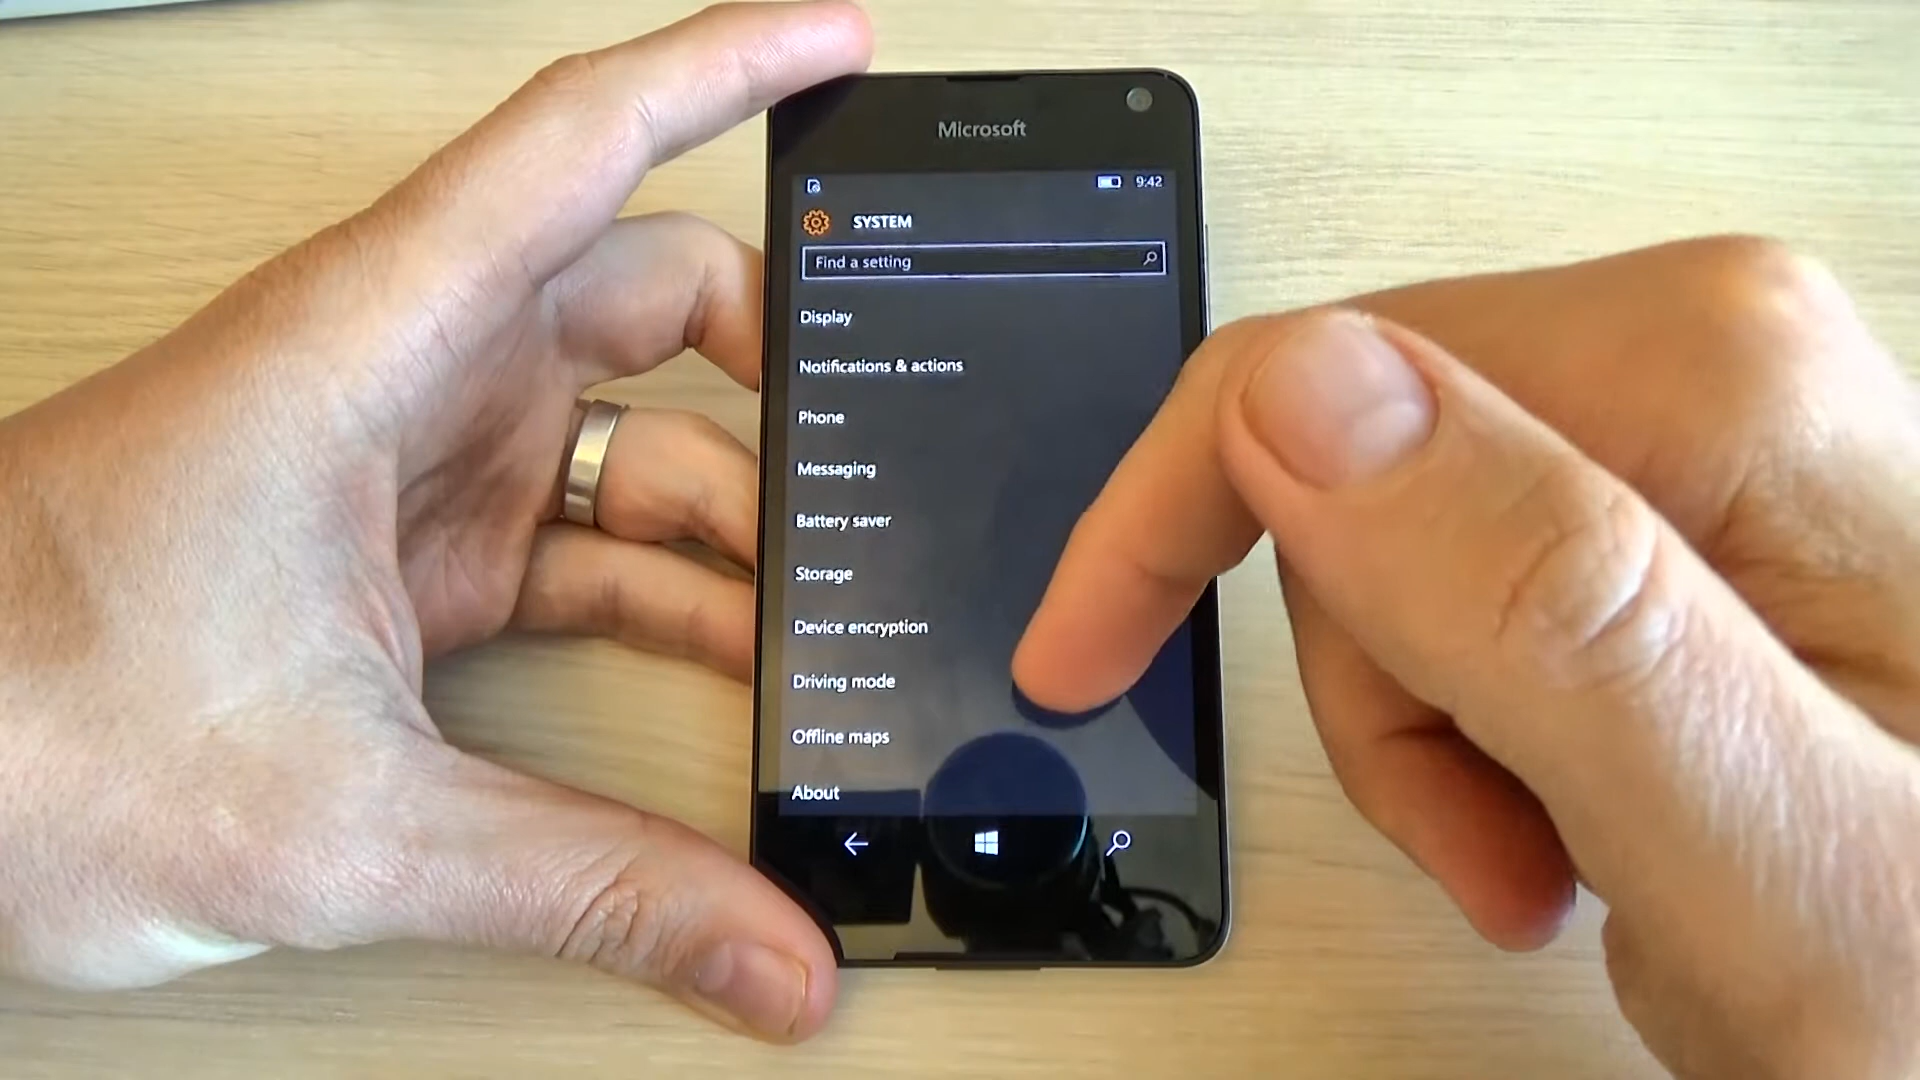 Microsoft
9:42
SYSTEM
Find a setting
Display
Notifications & actions
Phone
Messaging
Battery saver
Storage
Device encryption
Driving mode
Offline maps
About